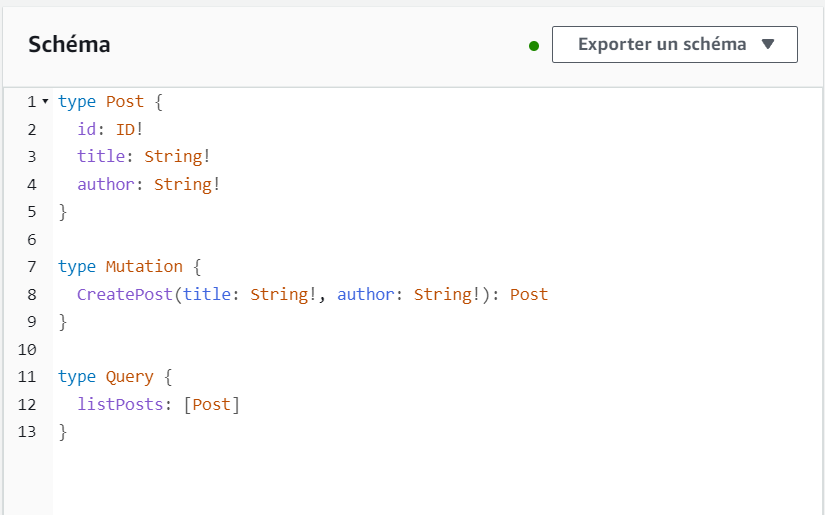 Schéma
Exporter un schéma
1 type Post {
2 id: ID!
3 title: String!
4 author: String!
5 }
6
7 type Mutation {
8 CreatePost(title: String!, author: String!): Post
9 }
10
11 type Query {
12 listPosts: [Post]
13 }